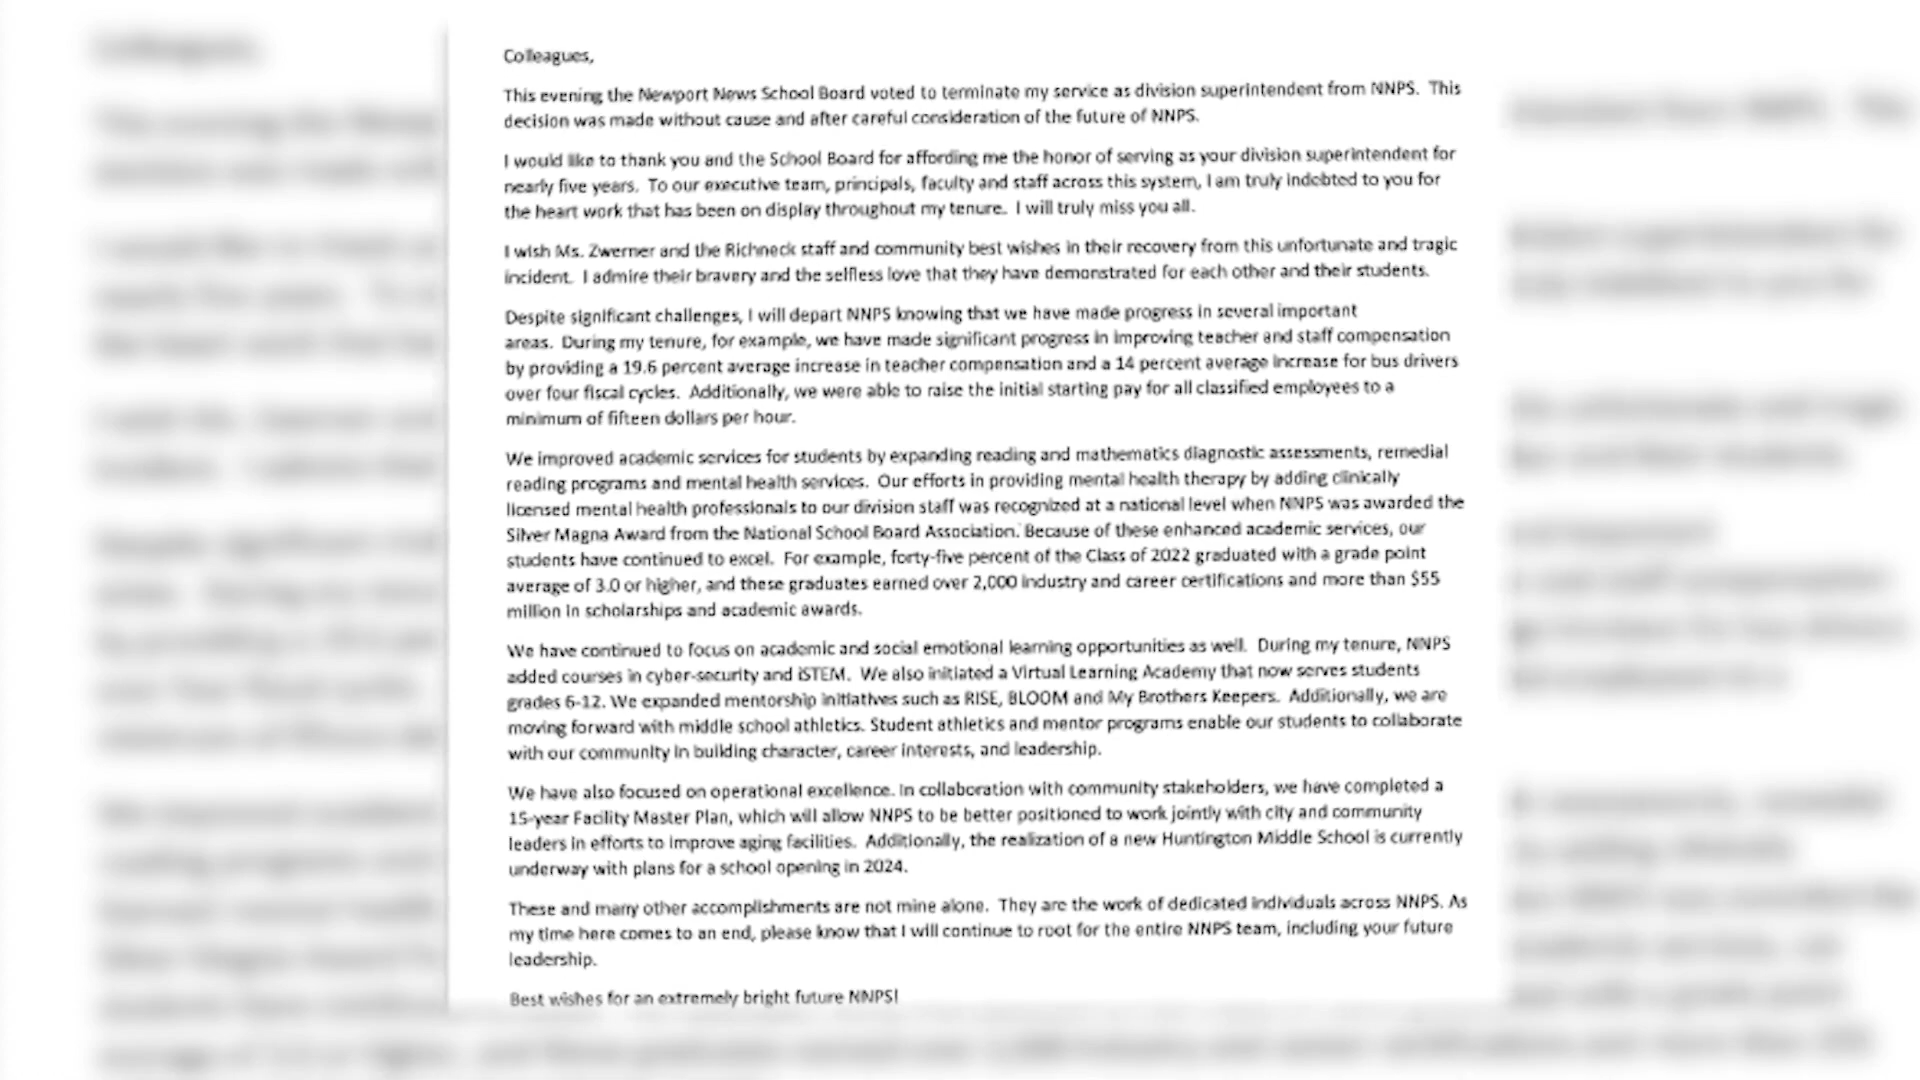 Colleagues,
This evening the Newport News School Board voted to terminate my service as division superintendent from NNPS.  This
decision was made without cause and after careful consideration of the future of NNPS.
I would like to thank you and the School Board for affording me the honor of serving as your division superintendent for
nearly five years.  To our executive team, principals, faculty and staff across this system, I am truly indebted to you for
the heart work that has been on display throughout my tenure.  I will truly miss you all.
I wish Ms. Zwerner and the Richneck staff and community best wishes in their recovery from this unfortunate and tragic
incident.  I admire their bravery and the selfless love that they have demonstrated for each other and their students.
Despite significant challenges, I will depart NNPS knowing that we have made progress in several important
areas.  During my tenure, for example, we have made significant progress in improving teacher and staff compensation
by providing a 19.6 percent average increase in teacher compensation and a 14 percent average increase for bus drivers
over four fiscal cycles.  Additionally, we were able to raise the initial starting pay for all classified employees to a
minimum of fifteen dollars per hour.
We improved academic services for students by expanding reading and mathematics diagnostic assessments, remedial
reading programs and mental health services.  Our efforts in providing mental health therapy by adding clinically
licensed mental health professionals to our division staff was recognized at a national level when NNPS was awarded the
Silver Magna Award from the National School Board Association. Because of these enhanced academic services, our
students have continued to excel.  For example, forty-five percent of the Class of 2022 graduated with a grade point
average of 3.0 or higher, and these graduates earned over 2,000 industry and career certifications and more than $55
million in scholarships and academic awards.
We have continued to focus on academic and social emotional learning opportunities as well.  During my tenure, NNPS
added courses in cyber-security and iSTEM.  We also initiated a Virtual Learning Academy that now serves students
grades 6-12. We expanded mentorship initiatives such as RISE, BLOOM and My Brothers Keepers.  Additionally, we are
moving forward with middle school athletics. Student athletics and mentor programs enable our students to collaborate
with our community in building character, career interests, and leadership.
We have also focused on operational excellence. In collaboration with community stakeholders, we have completed a
15-year Facility Master Plan, which will allow NNPS to be better positioned to work jointly with city and community
leaders in efforts to improve aging facilities.  Additionally, the realization of a new Huntington Middle School is currently
underway with plans for a school opening in 2024.
These and many other accomplishments are not mine alone.  They are the work of dedicated individuals across NNPS. As
my time here comes to an end, please know that I will continue to root for the entire NNPS team, including your future
leadership.
Best wishes for an extremely bright future NNPS!